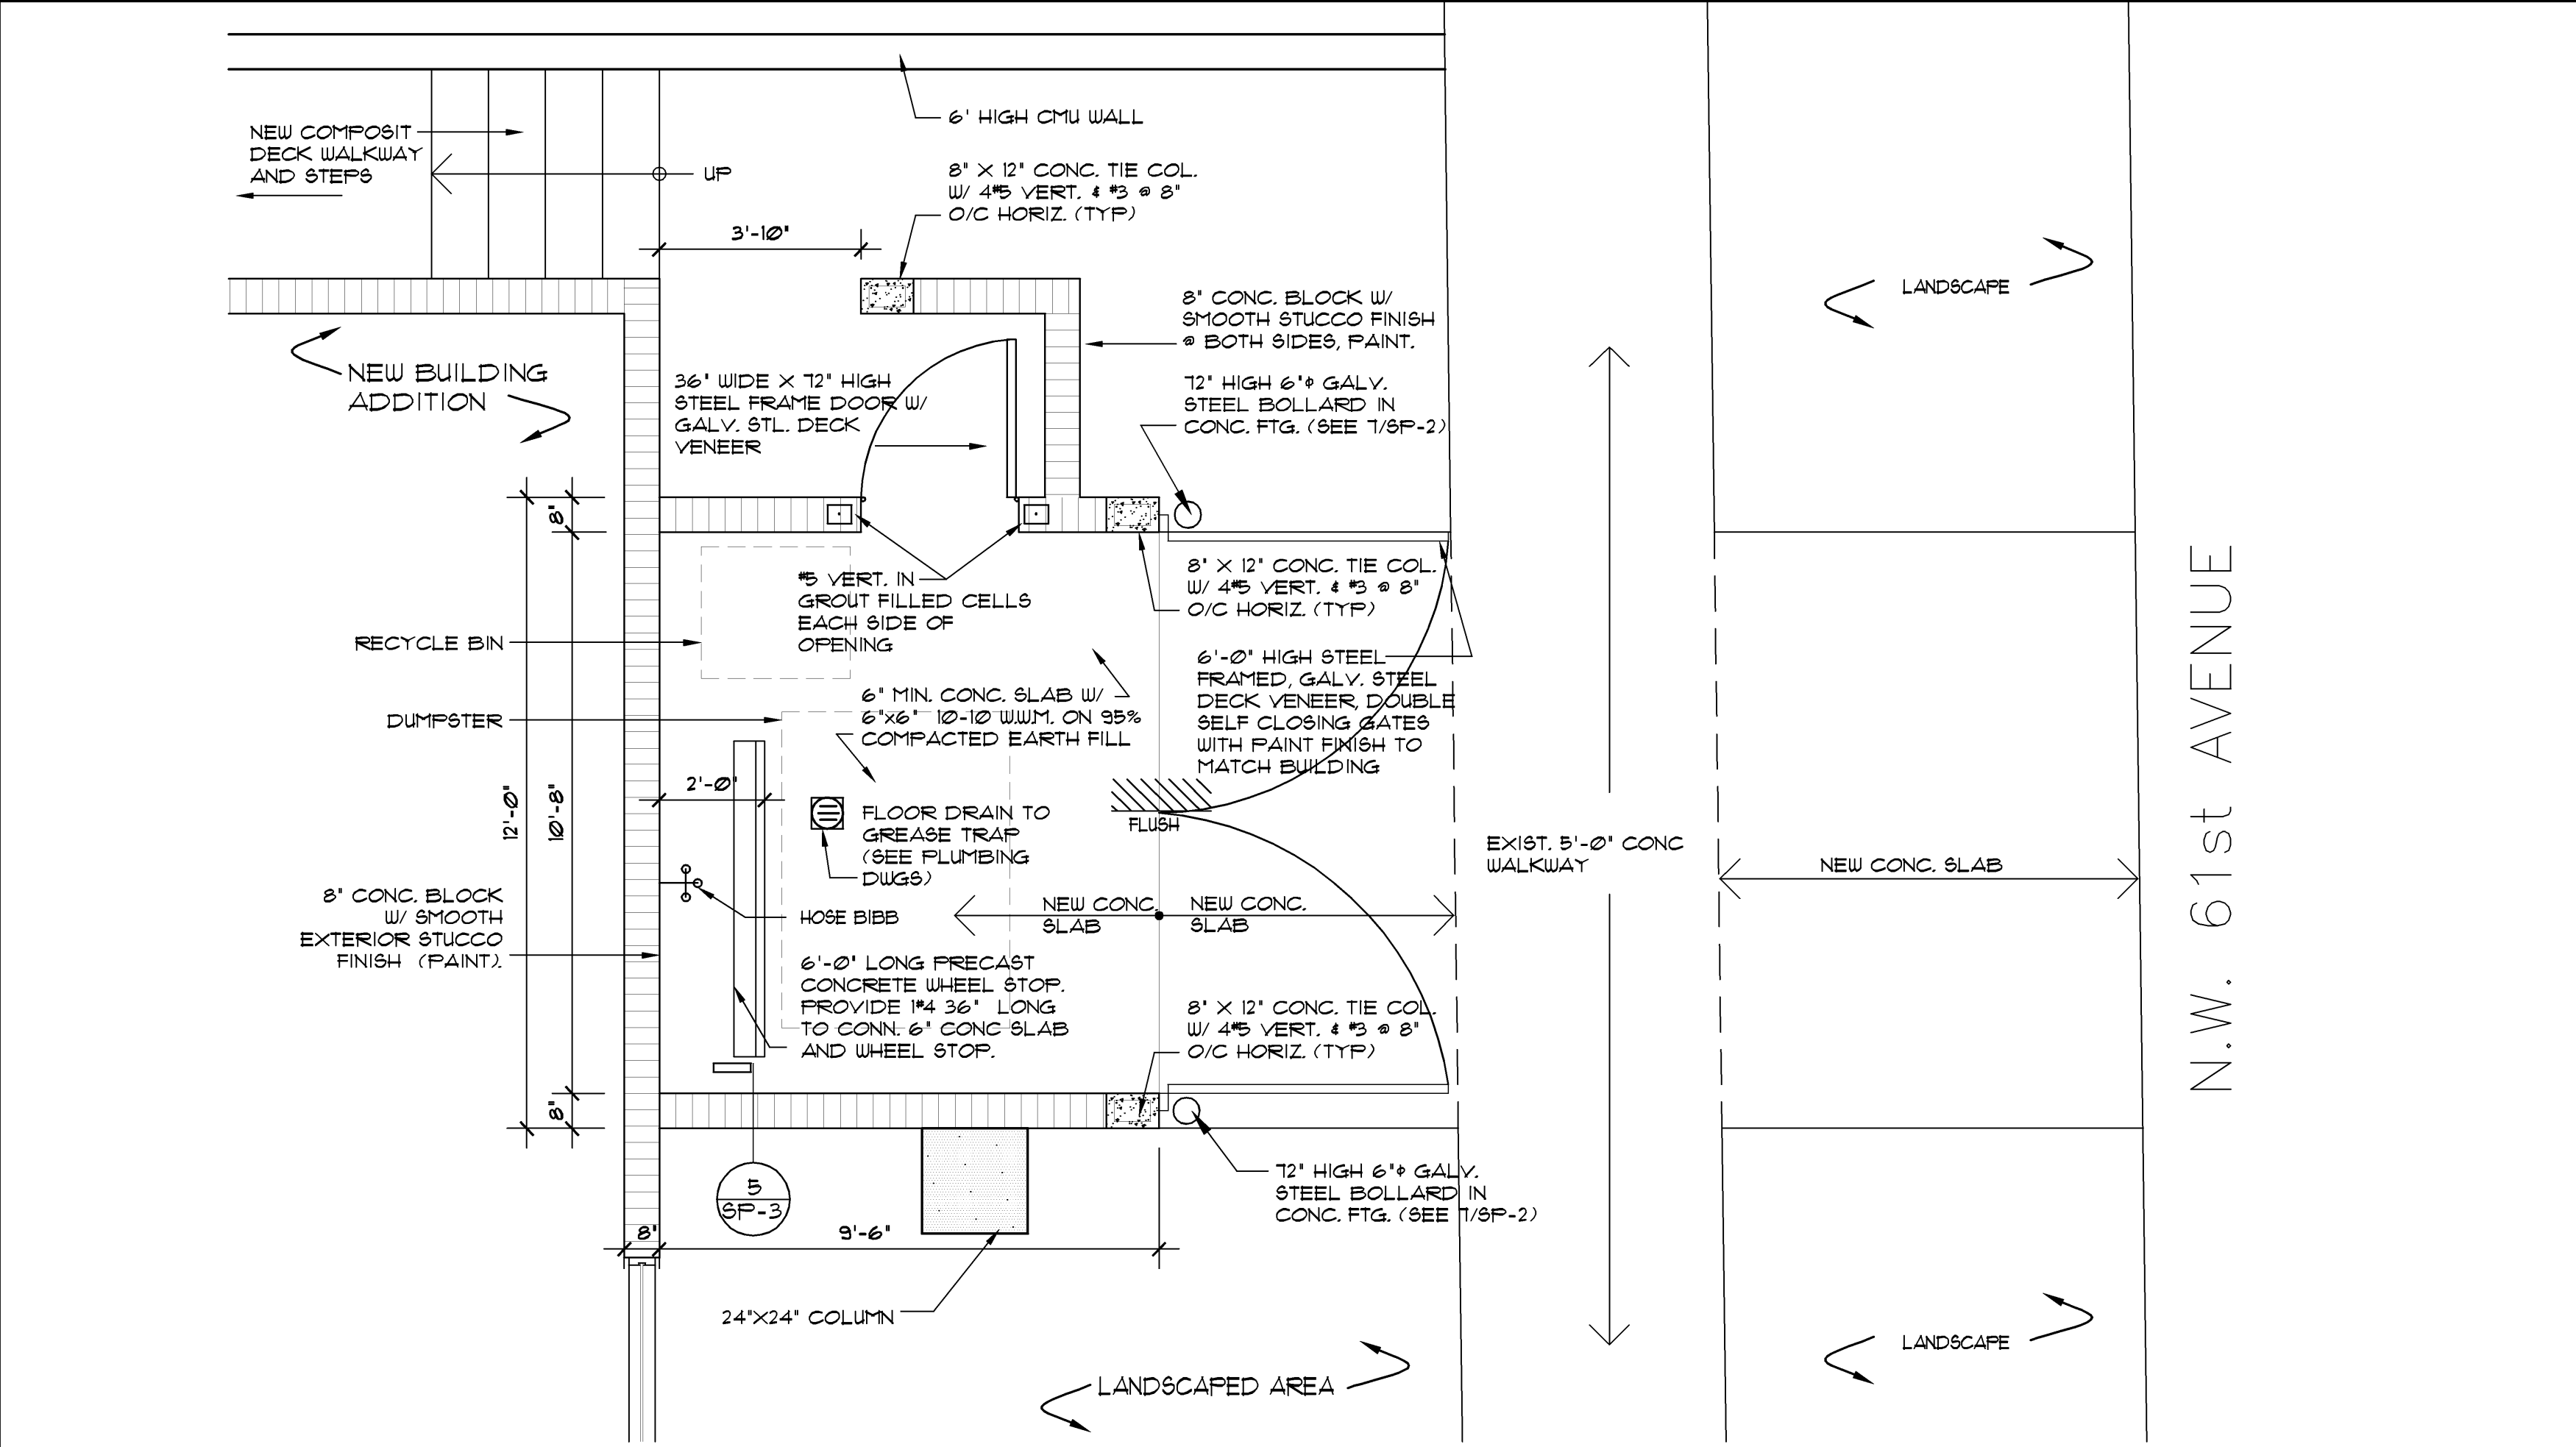 6' HIGH CMU WALL
NEW COMPOSIT
DECK WALKWAY
AND STEPS
UP
8" X 12" CONC. TIE COL.
W/ 4#5 VERT. & #3 @ 8"
O/C HORIZ. (TYP)
3'-10"
LANDSCAPE
8" CONC. BLOCK W/
SMOOTH STUCCO FINISH
@ BOTH SIDES, PAINT.
NEW BUILDING
ADDITION
36" WIDE X 72" HIGH
STEEL FRAME DOOR W/
GALV. STL. DECK
VENEER
72" HIGH 6"Φ GALV.
STEEL BOLLARD IN
CONC. FTG. (SEE 7/SP-2)
8"
#5 VERT. IN
GROUT FILLED CELLS
EACH SIDE OF
OPENING
8" X 12" CONC. TIE COL.
W/ 4#5 VERT. & #3 @ 8"
O/C HORIZ. (TYP)
RECYCLE BIN
6'-0" HIGH STEEL
FRAMED, GALV. STEEL
DECK VENEER, DOUBLE
SELF CLOSING GATES
WITH PAINT FINISH TO
MATCH BUILDING
DUMPSTER
6" MIN. CONC. SLAB W/
6"x6" 10-10 W.W.M. ON 95%
COMPACTED EARTH FILL
2'-0"
12'-0"
10'-8"
FLOOR DRAIN TO
GREASE TRAP
(SEE PLUMBING
DWGS)
FLUSH
EXIST. 5'-0" CONC
WALKWAY
NEW CONC. SLAB
N.W. 61st AVENUE
8" CONC. BLOCK
W/ SMOOTH
EXTERIOR STUCCO
FINISH (PAINT).
HOSE BIBB
NEW CONC.
SLAB
NEW CONC.
SLAB
6'-0" LONG PRECAST
CONCRETE WHEEL STOP.
PROVIDE 1#4 36" LONG
TO CONN. 6" CONC SLAB
AND WHEEL STOP.
8" X 12" CONC. TIE COL.
W/ 4#5 VERT. & #3 @ 8"
O/C HORIZ. (TYP)
8"
5
SP-3
72" HIGH 6"Φ GALV.
STEEL BOLLARD IN
CONC. FTG. (SEE 7/SP-2)
8"
9'-6"
24"X24" COLUMN
LANDSCAPED AREA
LANDSCAPE